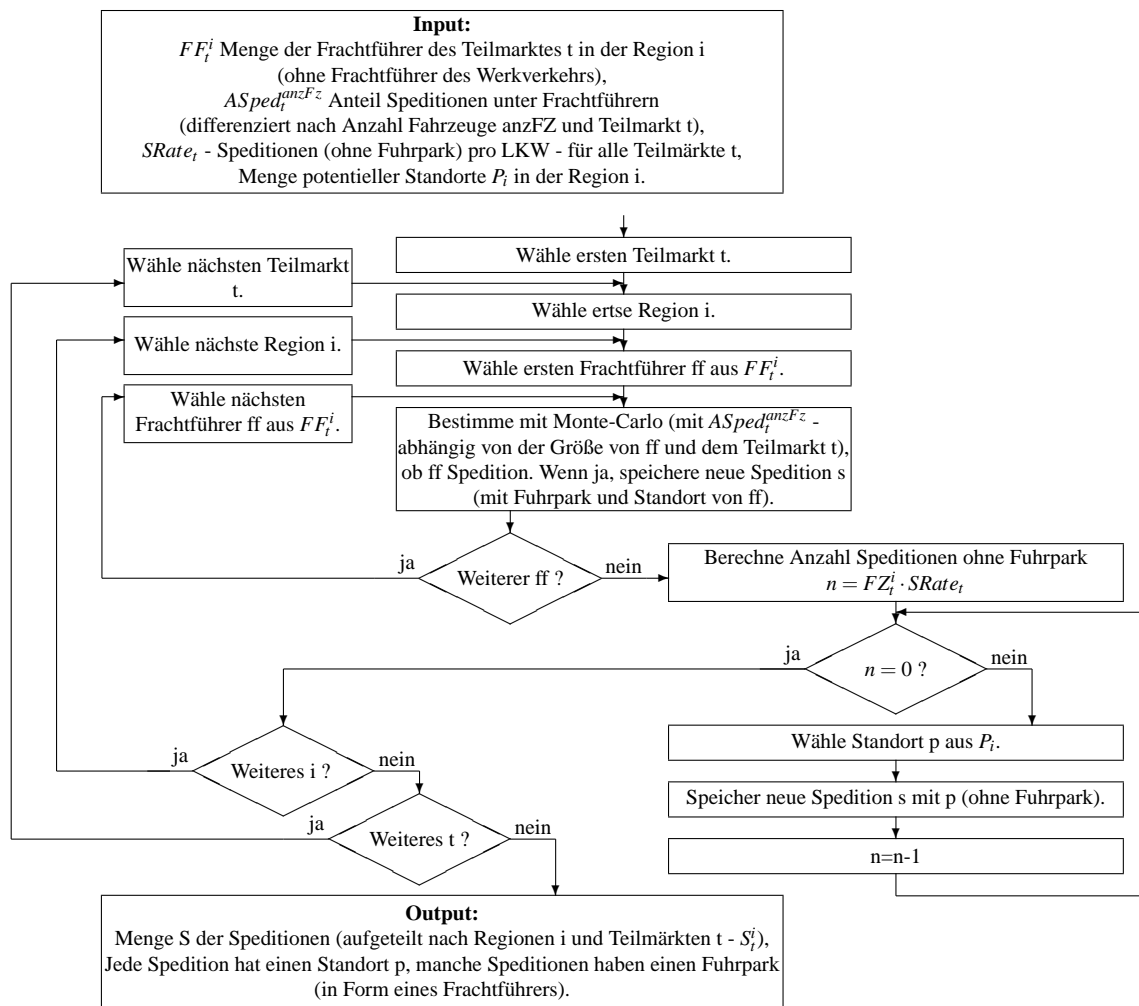 Input:
$FF_t^i$ Menge der Frachtführer des Teilmarktes t in der Region i
(ohne Frachtführer des Werkverkehrs),
$ASped_t^{anzFz}$ Anteil Speditionen unter Frachtführern
(differenziert nach Anzahl Fahrzeuge anzFZ und Teilmarkt t),
$SRate_t$ - Speditionen (ohne Fuhrpark) pro LKW - für alle Teilmärkte t,
Menge potentieller Standorte $P_i$ in der Region i.
Wähle ersten Teilmarkt t.
Wähle nächsten Teilmarkt
t.
Wähle ertse Region i.
Wähle nächste Region i.
Wähle ersten Frachtführer ff aus $FF_t^i$.
Wähle nächsten
Frachtführer ff aus $FF_t^i$.
Bestimme mit Monte-Carlo (mit $ASped_t^{anzFz}$ -
abhängig von der Größe von ff und dem Teilmarkt t),
ob ff Spedition. Wenn ja, speichere neue Spedition s
(mit Fuhrpark und Standort von ff).
ja
Weiterer ff ?
nein
Berechne Anzahl Speditionen ohne Fuhrpark
$n = FZ_t^i \cdot SRate_t$
ja
$n = 0$ ?
nein
Wähle Standort p aus $P_i$.
ja
Weiteres i ?
nein
Speicher neue Spedition s mit p (ohne Fuhrpark).
ja
Weiteres t ?
nein
n=n-1
Output:
Menge S der Speditionen (aufgeteilt nach Regionen i und Teilmärkten t - $S_t^i$),
Jede Spedition hat einen Standort p, manche Speditionen haben einen Fuhrpark
(in Form eines Frachtführers).